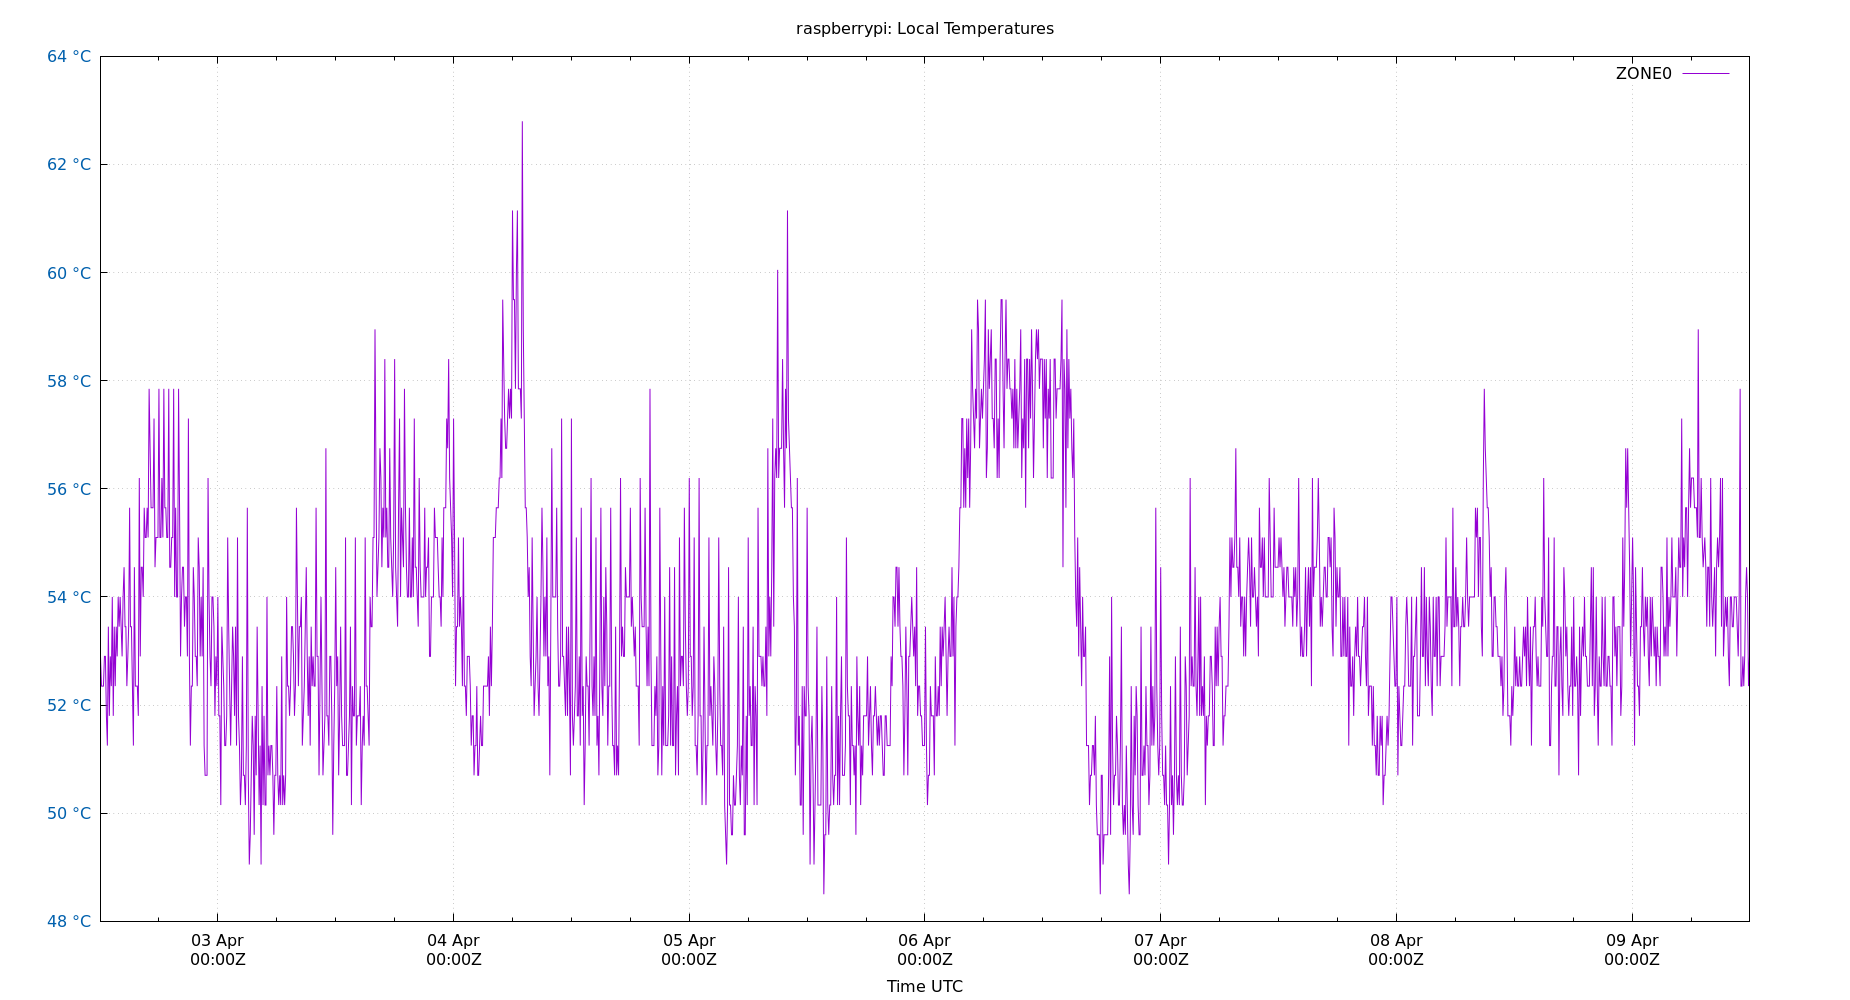 raspberrypi: Local Temperatures
64 °C
ZONE0
62 °C
60 °C
58 °C
56 °C
54 °C
52 °C
50 °C
48 °C
03 Apr 04 Apr 05 Apr 06 Apr 07 Apr 08 Apr 09 Apr
00:00Z 00:00Z 00:00Z 00:00Z 00:00Z 00:00Z 00:00Z
Time UTC